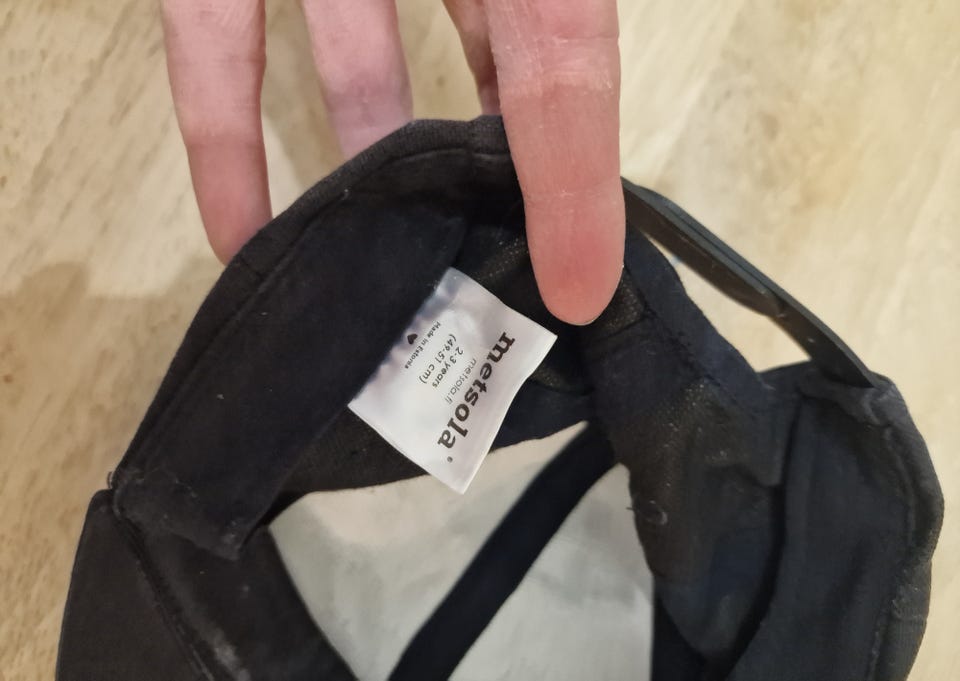 metsola®
metsola.fi
2-3 years
(49-51 cm)
Made in Estonia